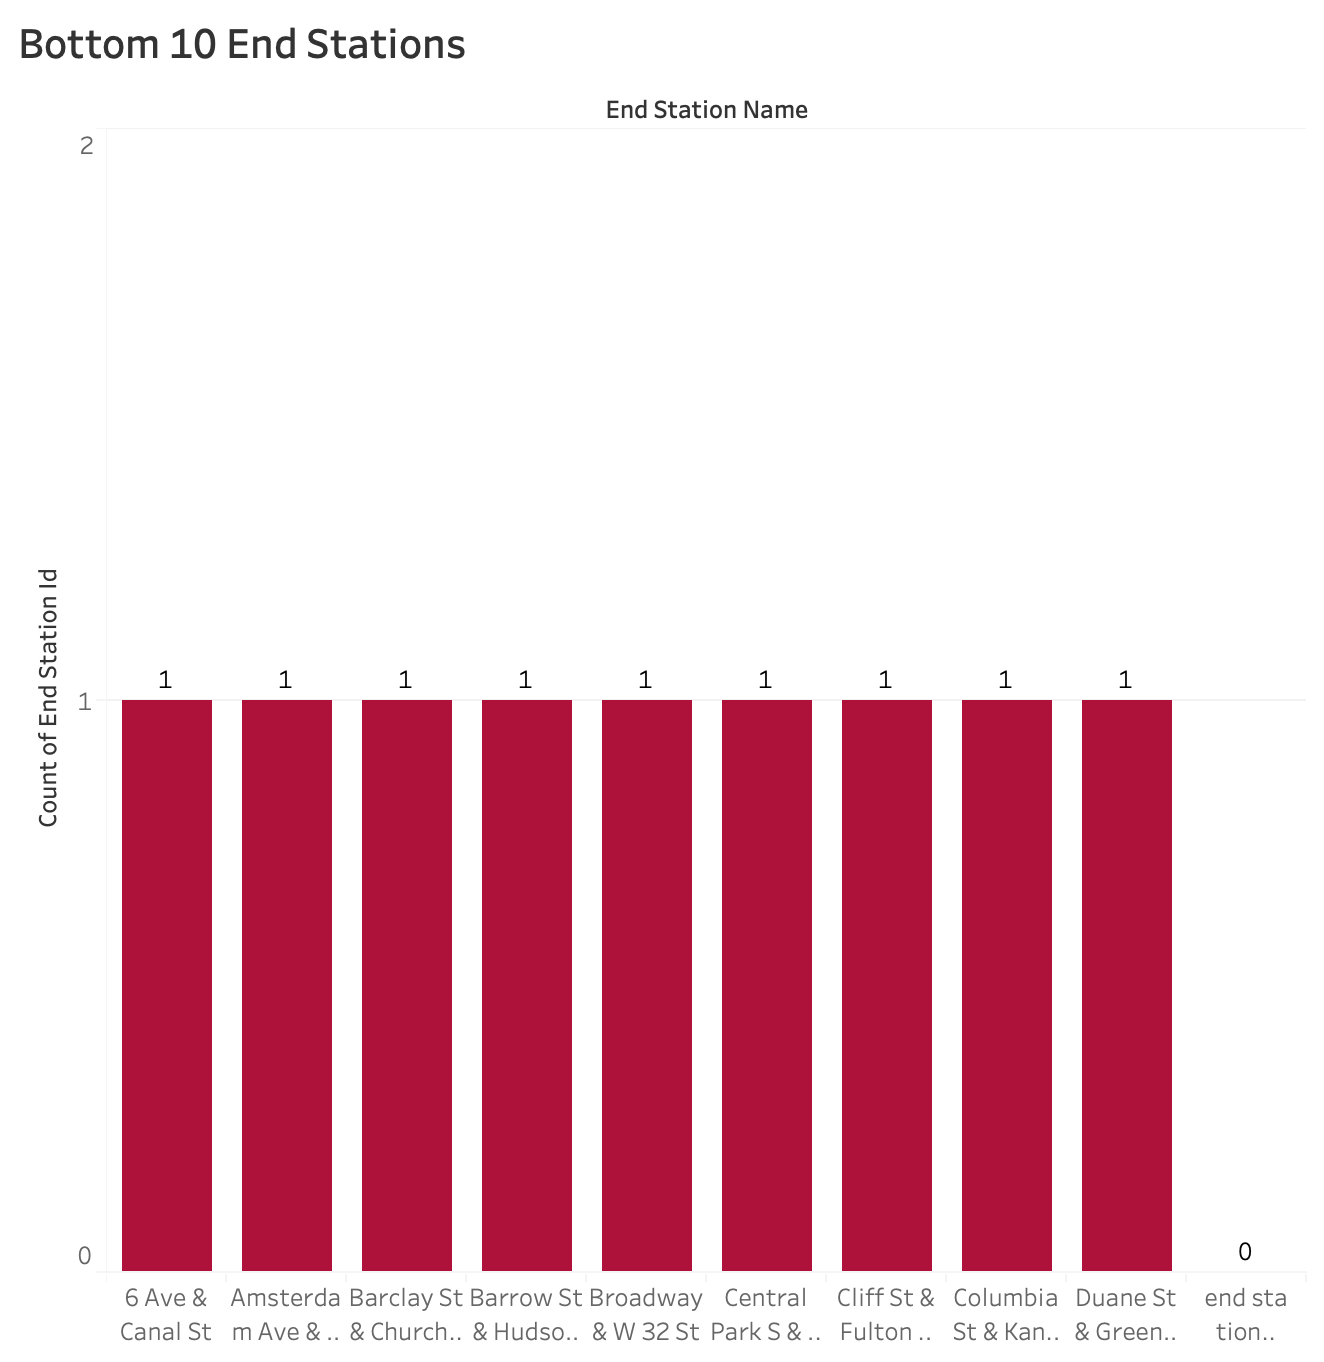 Bottom 10 End Stations
End Station Name
2
1
0
Count of End Station Id
1
1
1
1
1
1
1
1
1
0
6 Ave &
Canal St
Amsterda
m Ave & ..
Barclay St
& Church..
Barrow St
& Hudso..
Broadway
& W 32 St
Central
Park S & ..
Cliff St &
Fulton ..
Columbia
St & Kan..
Duane St
& Green..
end sta
tion..